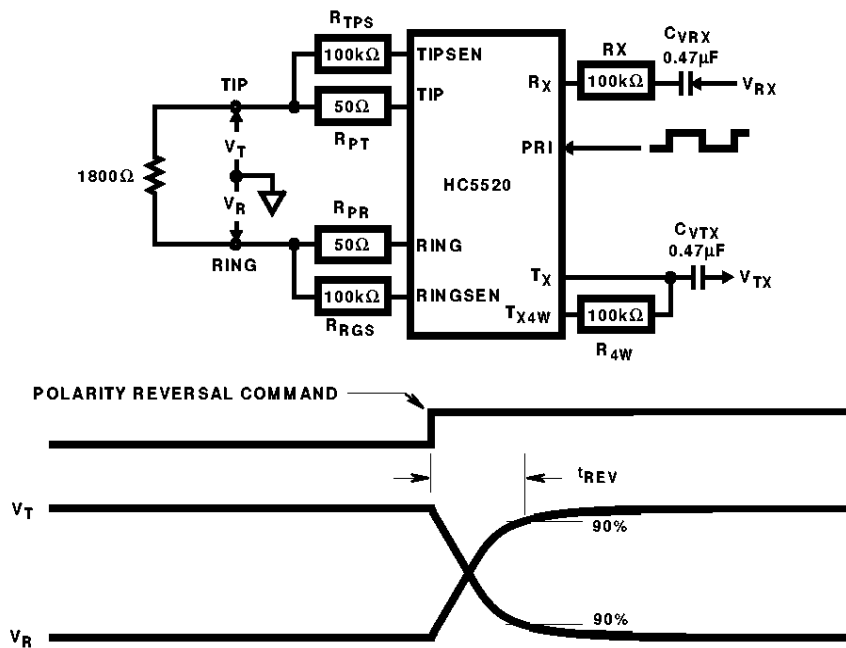 RTPS
100kΩ
TIPSEN
TIP
50Ω
TIP
RPT
VT
1800Ω
VR
RPR
RING
50Ω
RING
100kΩ
RINGSEN
RRGS
HC5520
RX
RX
100kΩ
CVRX
0.47µF
VRX
PRI
CVTX
0.47µF
TX
VTX
TX4W
100kΩ
R4W
POLARITY REVERSAL COMMAND
tREV
VT
90%
90%
VR